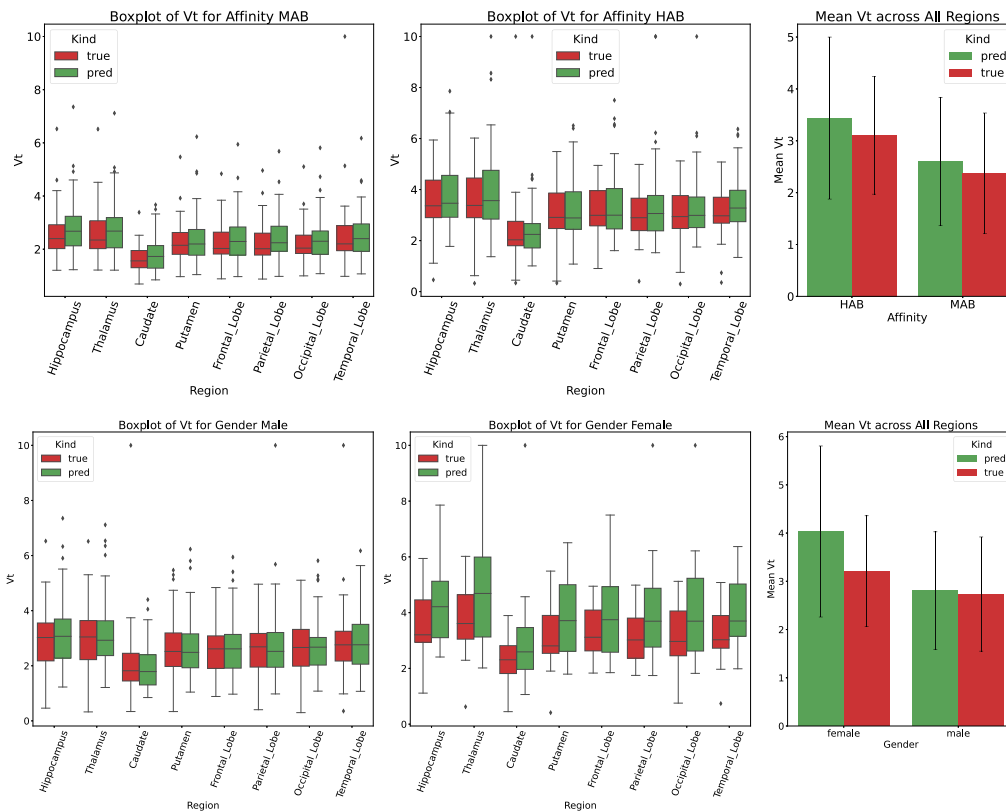 Boxplot of Vt for Affinity MAB
Kind
true
pred
10
8
6
4
2
Vt
Hippocampus
Thalamus
Caudate
Putamen
Frontal_Lobe
Parietal_Lobe
Occipital_Lobe
Temporal_Lobe
Region
Boxplot of Vt for Affinity HAB
Kind
true
pred
10
8
6
4
2
0
Vt
Hippocampus
Thalamus
Caudate
Putamen
Frontal_Lobe
Parietal_Lobe
Occipital_Lobe
Temporal_Lobe
Region
Mean Vt across All Regions
Kind
pred
true
5
4
3
2
1
0
Mean Vt
HAB
MAB
Affinity
Boxplot of Vt for Gender Male
Kind
true
pred
10
8
6
4
2
0
Vt
Hippocampus
Thalamus
Caudate
Putamen
Frontal_Lobe
Parietal_Lobe
Occipital_Lobe
Temporal_Lobe
Region
Boxplot of Vt for Gender Female
Kind
true
pred
10
8
6
4
2
0
Vt
Hippocampus
Thalamus
Caudate
Putamen
Frontal_Lobe
Parietal_Lobe
Occipital_Lobe
Temporal_Lobe
Region
Mean Vt across All Regions
Kind
pred
true
6
5
4
3
2
1
0
Mean Vt
female
male
Gender